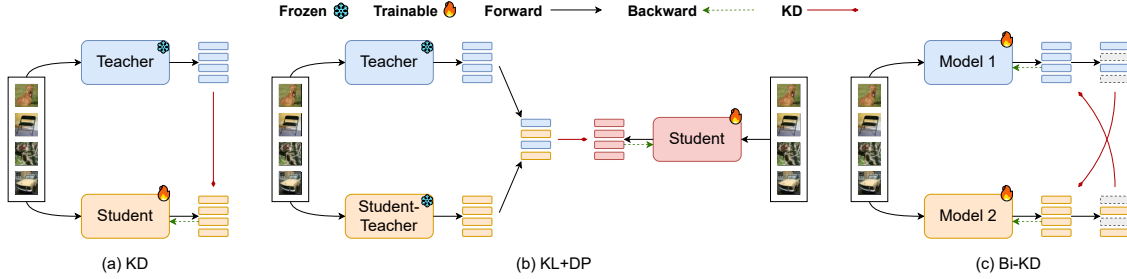 Frozen Trainable Forward Backward KD
Teacher
Student
(a) KD
Teacher
Student-
Teacher
Student
(b) KL+DP
Model 1
Model 2
(c) Bi-KD